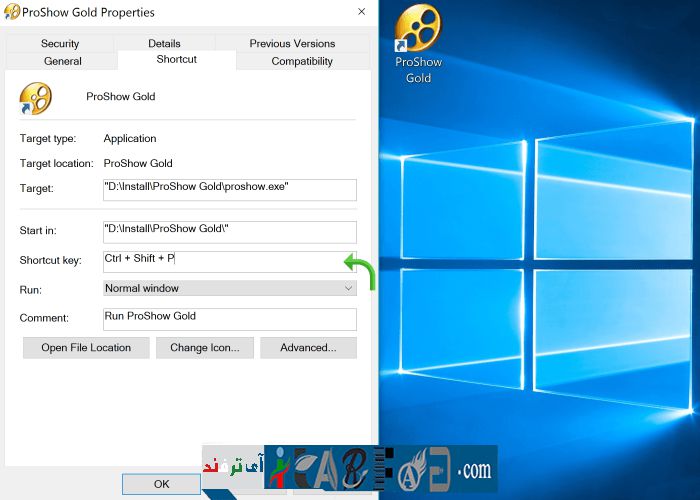 ProShow Gold Properties
Security
Details
Previous Versions
General
Shortcut
Compatibility
ProShow Gold
Target type:
Application
Target location:
ProShow Gold
Target:
"D:\Install\ProShow Gold\proshow.exe"
Start in:
"D:\Install\ProShow Gold\"
Shortcut key:
Ctrl + Shift + P
Run:
Normal window
Comment:
Run ProShow Gold
Open File Location
Change Icon...
Advanced...
OK
ProShow
Gold
آی ترفند
.com